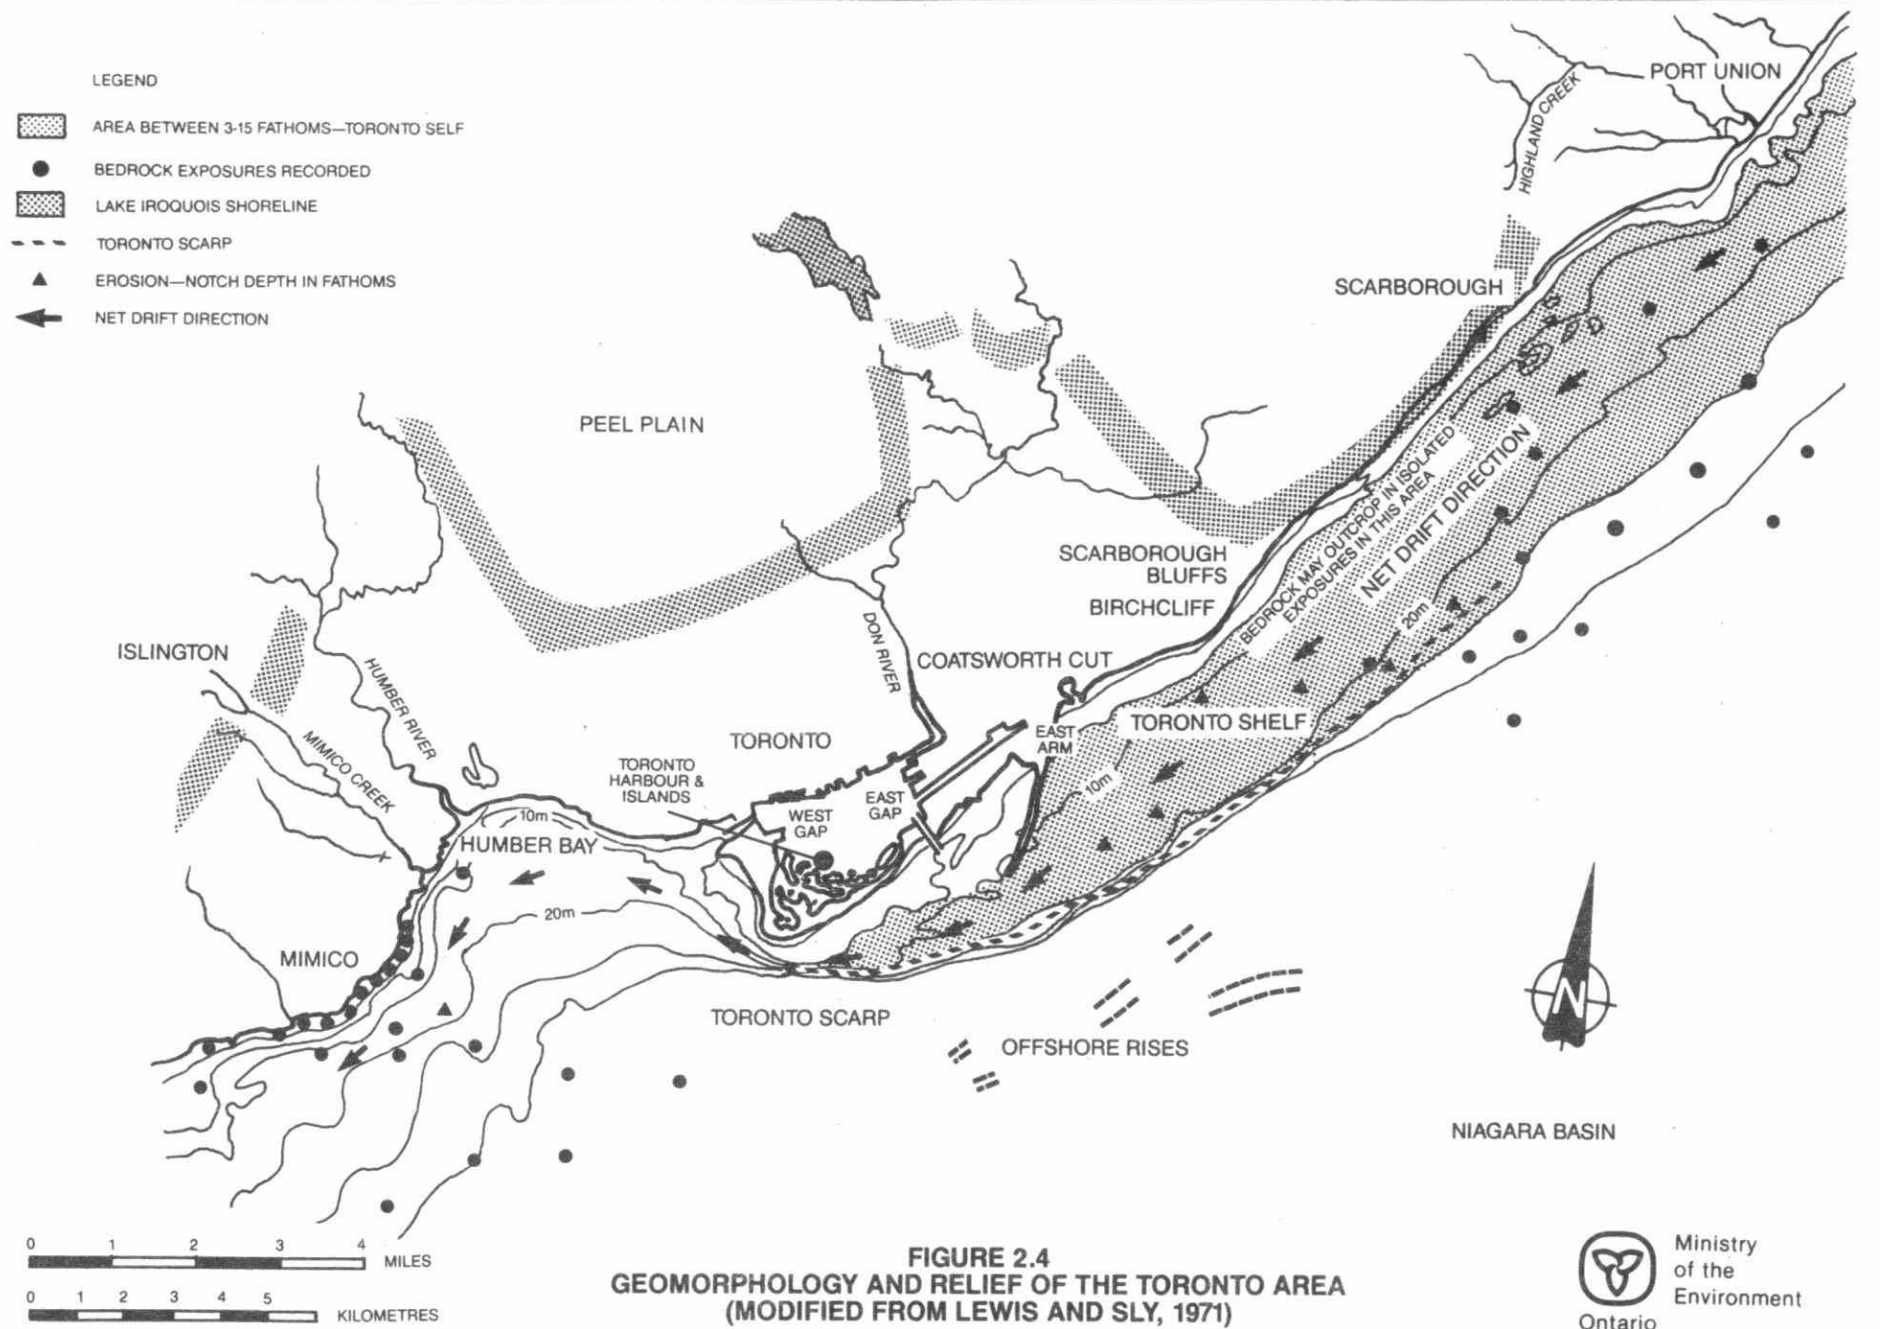 LEGEND
AREA BETWEEN 3-15 FATHOMS—TORONTO SELF
BEDROCK EXPOSURES RECORDED
LAKE IROQUOIS SHORELINE
TORONTO SCARP
EROSION—NOTCH DEPTH IN FATHOMS
NET DRIFT DIRECTION
PORT UNION
HIGHLAND CREEK
SCARBOROUGH
PEEL PLAIN
BEDROCK MAY OUTCROP IN ISOLATED
EXPOSURES IN THIS AREA
NET DRIFT DIRECTION
SCARBOROUGH
BLUFFS
BIRCHCLIFF
20m
ISLINGTON
HUMBER RIVER
DON RIVER
COATSWORTH CUT
MIMICO CREEK
TORONTO
EAST
ARM
TORONTO SHELF
TORONTO
HARBOUR &
ISLANDS
WEST
GAP
EAST
GAP
10m
10m
HUMBER BAY
20m
MIMICO
TORONTO SCARP
OFFSHORE RISES
N
NIAGARA BASIN
0 1 2 3 4
MILES
0 1 2 3 4 5
KILOMETRES
FIGURE 2.4
GEOMORPHOLOGY AND RELIEF OF THE TORONTO AREA
(MODIFIED FROM LEWIS AND SLY, 1971)
Ministry
of the
Environment
Ontario